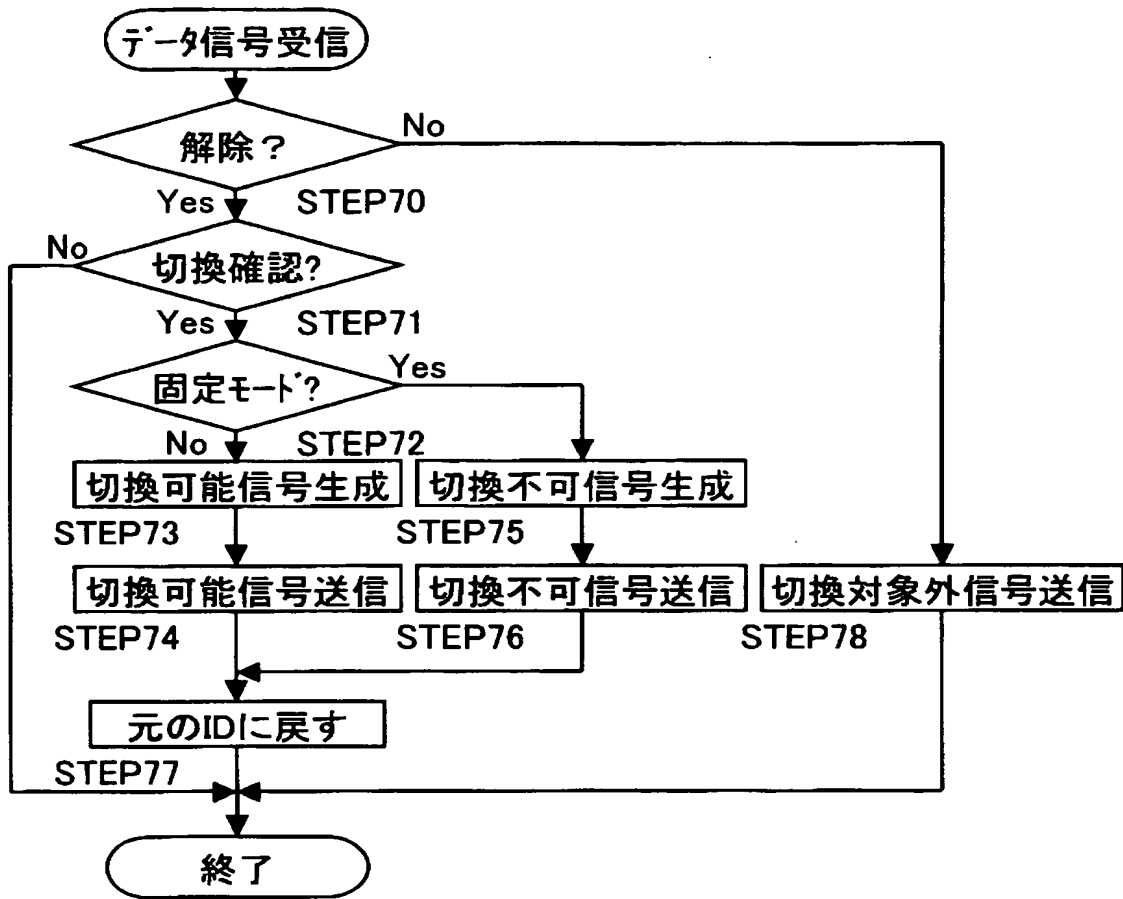 データ信号受信
解除？
No
Yes
STEP70
No
切換確認?
Yes
STEP71
固定モード?
Yes
No
STEP72
切換可能信号生成
切換不可信号生成
STEP73
STEP75
切換可能信号送信
切換不可信号送信
切換対象外信号送信
STEP74
STEP76
STEP78
元のIDに戻す
STEP77
終了